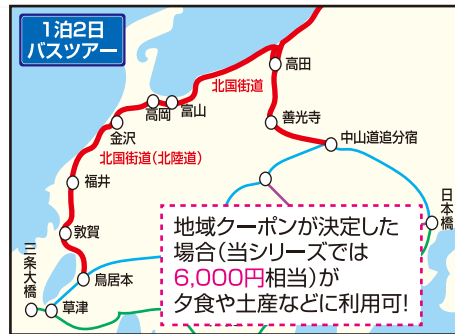 1泊2日
バスツアー
高田
北国街道
高岡
富山
善光寺
金沢
中山道追分宿
北国街道(北陸道)
福井
日本橋
敦賀
三条大橋
鳥居本
草津
地域クーポンが決定した
場合(当シリーズでは
6,000円相当)が
夕食や土産などに利用可!